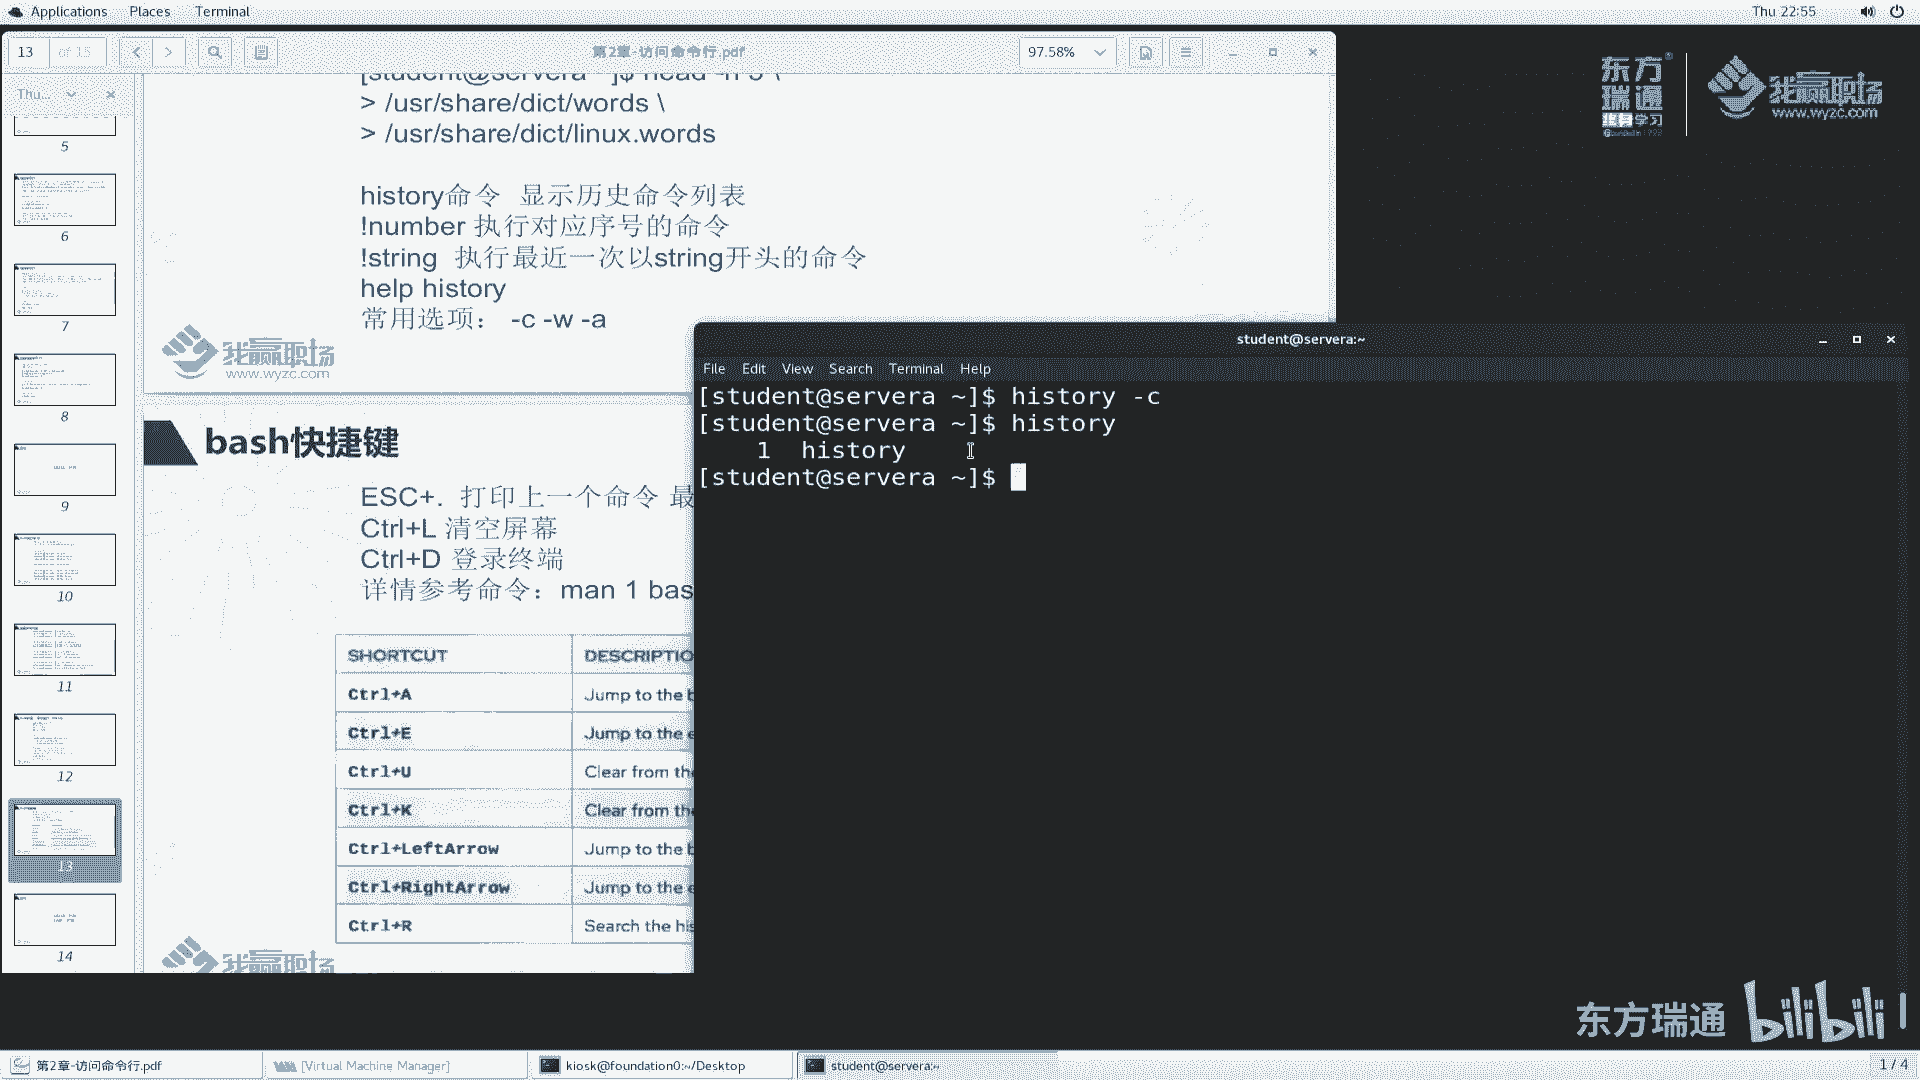 Applications Places Terminal Thu 22:55
13 of 15 第2章-访问命令行.pdf 97.58%
Thu...
5
6
7
8
9
10
11
12
13
14
[student@servera ~]$ head -n 3 \
> /usr/share/dict/words \
> /usr/share/dict/linux.words
history命令 显示历史命令列表
!number 执行对应序号的命令
!string 执行最近一次以string开头的命令
help history
常用选项： -c -w -a
我赢职场
www.wyzc.com
bash快捷键
ESC+. 打印上一个命令 最
Ctrl+L 清空屏幕
Ctrl+D 登录终端
详情参考命令：man 1 bas
SHORTCUT DESCRIPTIO
Ctrl+A Jump to the b
Ctrl+E Jump to the e
Ctrl+U Clear from the
Ctrl+K Clear from the
Ctrl+LeftArrow Jump to the b
Ctrl+RightArrow Jump to the e
Ctrl+R Search the his
我赢职场
student@servera:~
File Edit View Search Terminal Help
[student@servera ~]$ history -c
[student@servera ~]$ history
1 history
[student@servera ~]$
东方
瑞通
学习
我赢职场
www.wyzc.com
东方瑞通 bilibili
第2章-访问命令行.pdf [Virtual Machine Manager] kiosk@foundation0:~/Desktop student@servera:~ 1 / 4